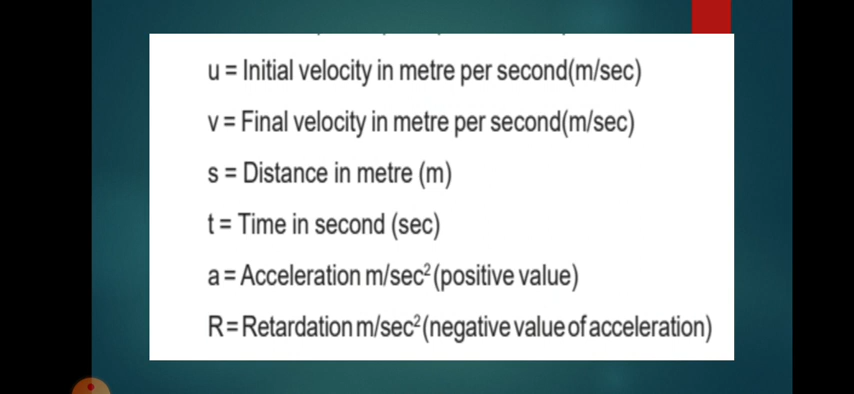 u = Initial velocity in metre per second(m/sec)
v = Final velocity in metre per second(m/sec)
s = Distance in metre (m)
t = Time in second (sec)
a = Acceleration m/sec² (positive value)
R = Retardation m/sec² (negative value of acceleration)